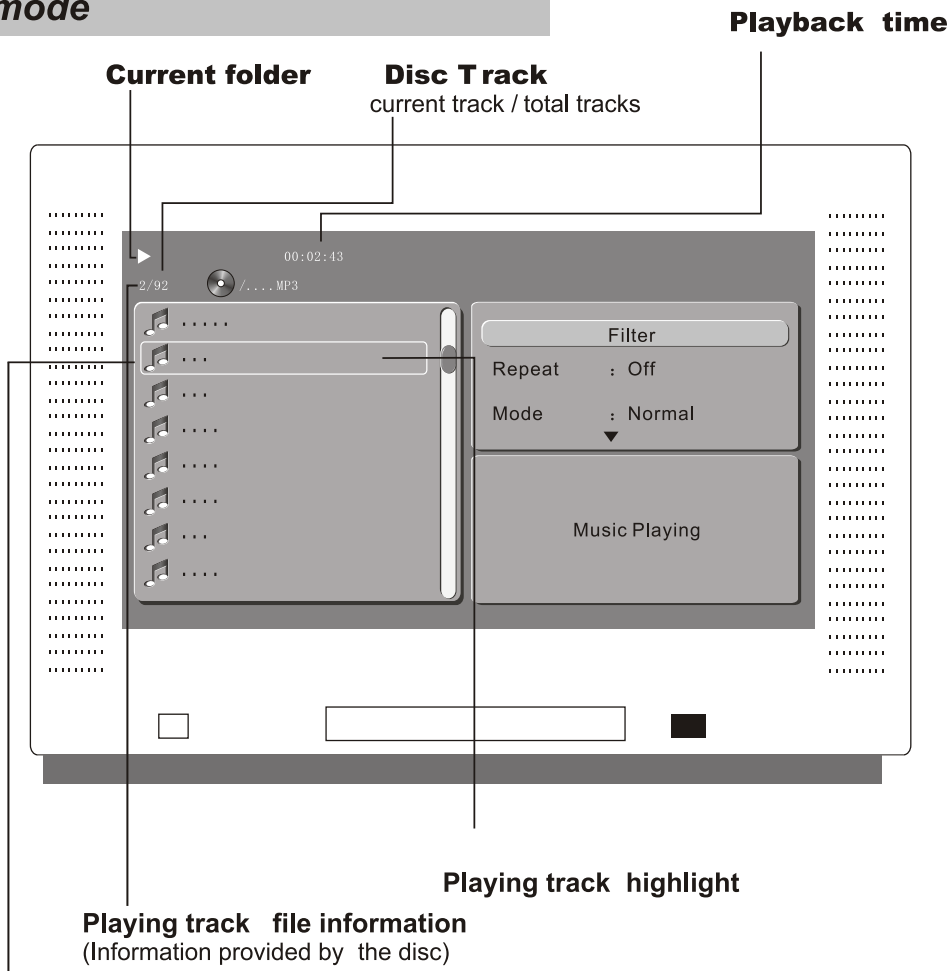 mode
Playback time
Current folder
Disc Track
current track / total tracks
00:02:43
2/92
/....MP3
.....
...
...
....
....
....
...
....
Filter
Repeat : Off
Mode : Normal
Music Playing
Playing track highlight
Playing track file information
(Information provided by the disc)